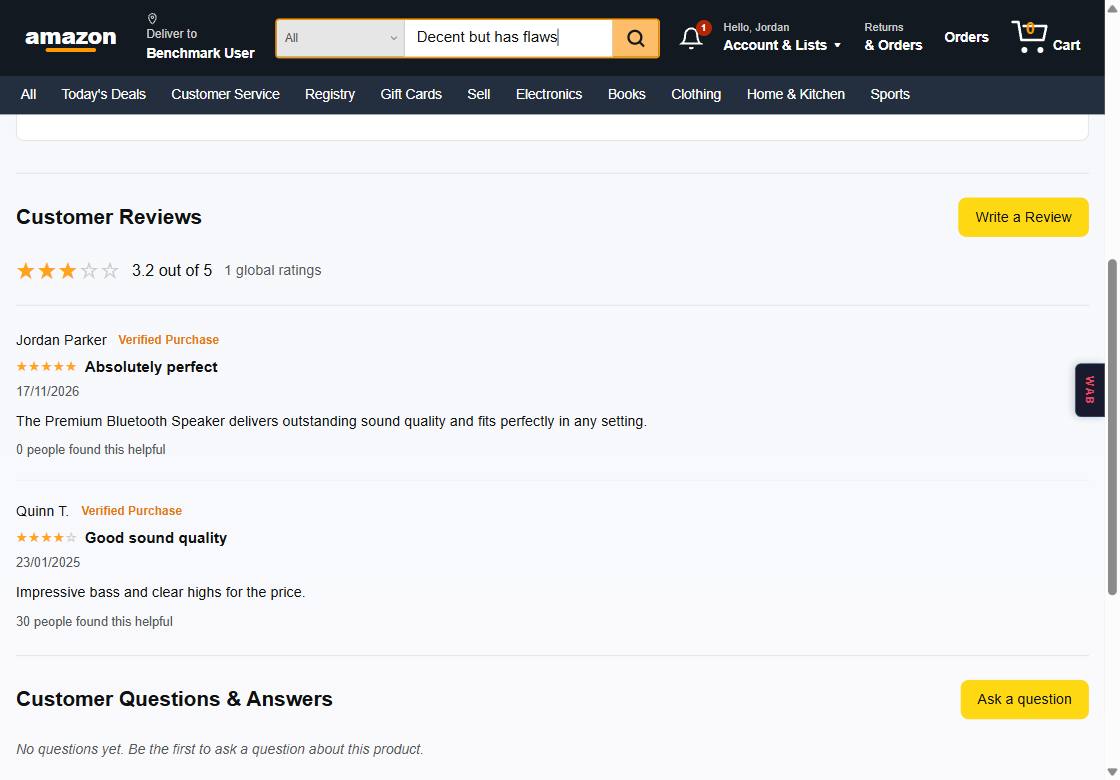 amazon
Deliver to
Benchmark User
All
Decent but has flaws
1
Hello, Jordan
Account & Lists
Returns
& Orders
Orders
0
Cart
All Today's Deals Customer Service Registry Gift Cards Sell Electronics Books Clothing Home & Kitchen Sports
Customer Reviews
Write a Review
3.2 out of 5 1 global ratings
Jordan Parker Verified Purchase
Absolutely perfect
17/11/2026
The Premium Bluetooth Speaker delivers outstanding sound quality and fits perfectly in any setting.
0 people found this helpful
WAB
Quinn T. Verified Purchase
Good sound quality
23/01/2025
Impressive bass and clear highs for the price.
30 people found this helpful
Customer Questions & Answers
Ask a question
No questions yet. Be the first to ask a question about this product.